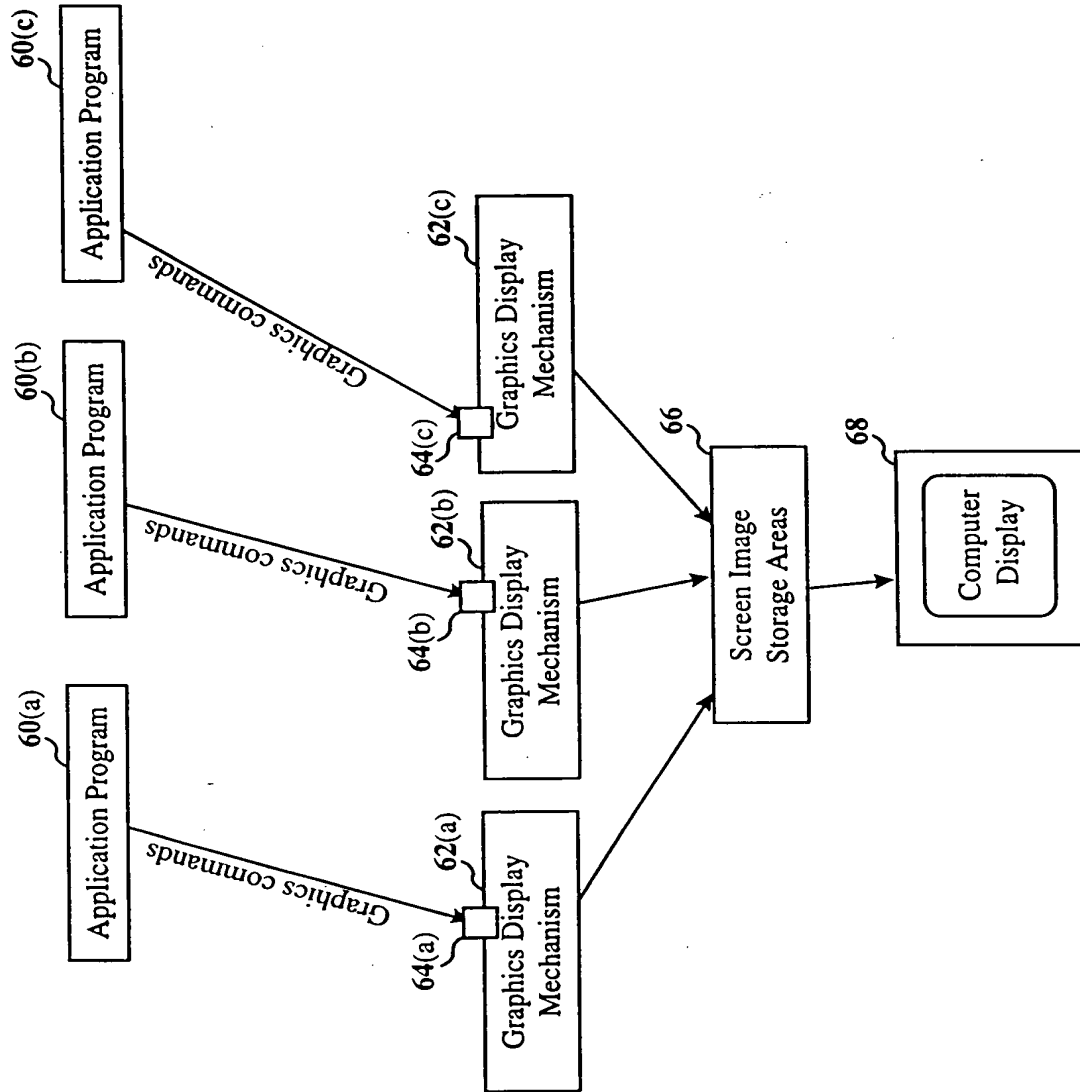 60(a)
Application Program
60(b)
Application Program
60(c)
Application Program
Graphics commands
Graphics commands
Graphics commands
64(a)
62(a)
Graphics Display
Mechanism
64(b)
62(b)
Graphics Display
Mechanism
64(c)
62(c)
Graphics Display
Mechanism
66
Screen Image
Storage Areas
68
Computer
Display